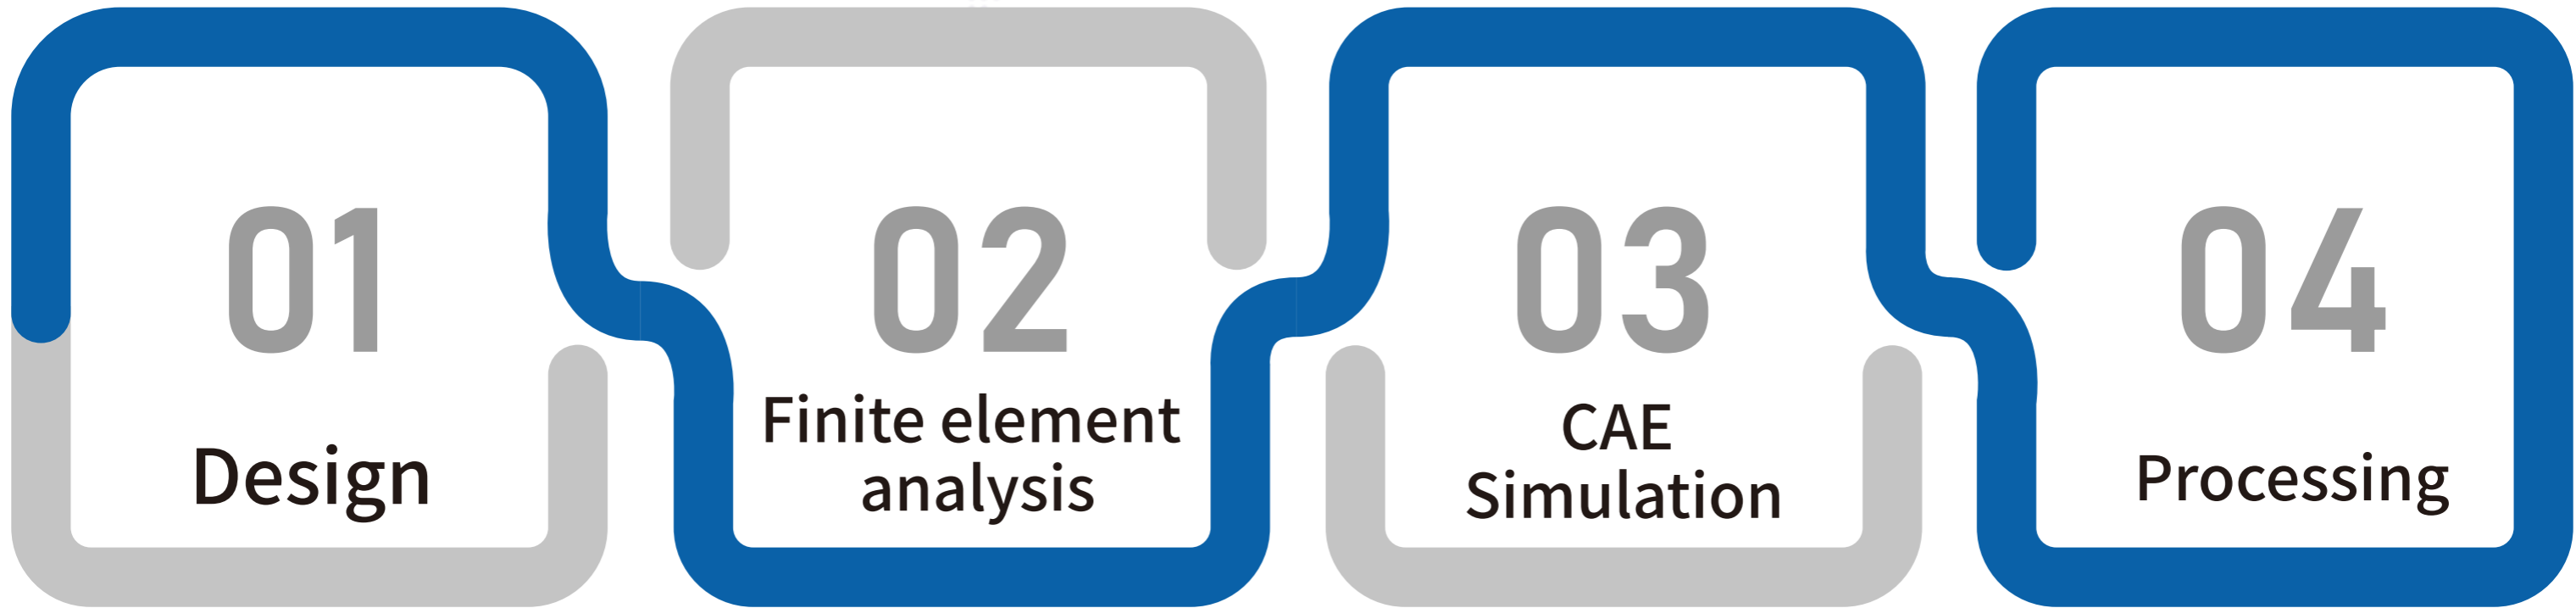 01
Design
02
Finite element
analysis
03
CAE
Simulation
04
Processing